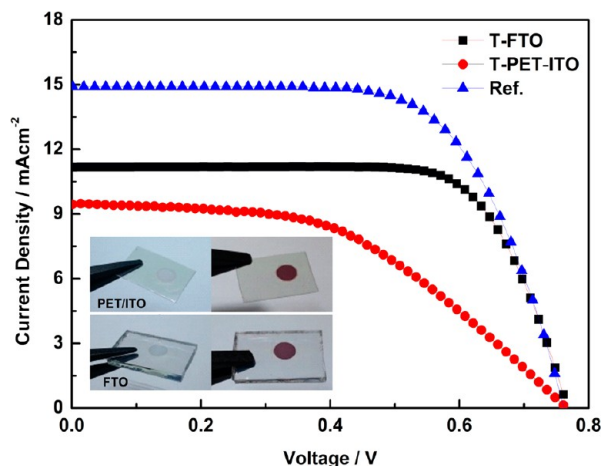 18
15
12
9
6
3
0
Current Density / mAcm-2
T-FTO
T-PET-ITO
Ref.
PET/ITO
FTO
0.0 0.2 0.4 0.6 0.8
Voltage / V